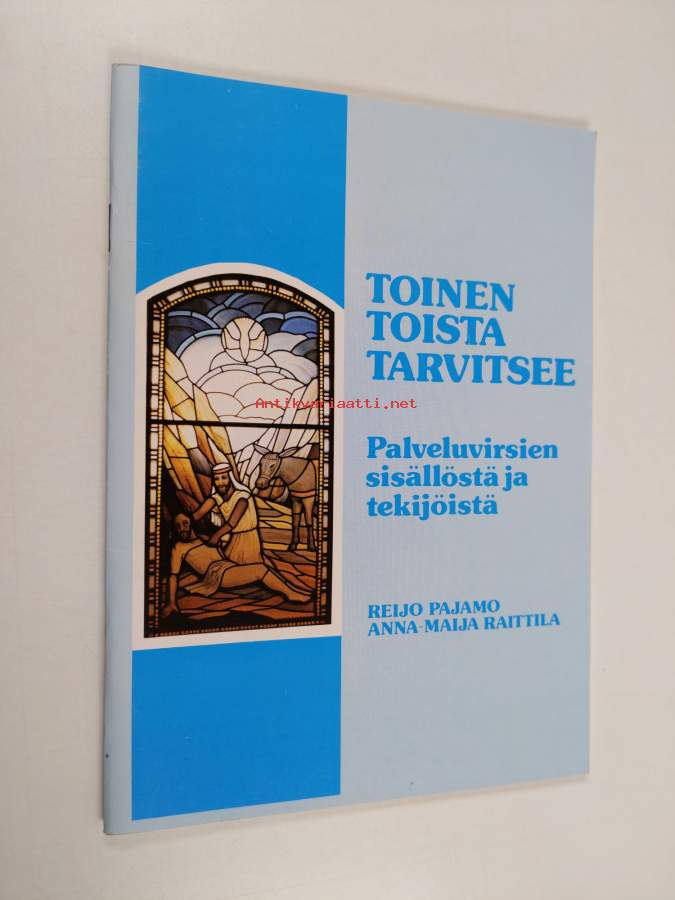 TOINEN
TOISTA
TARVITSEE
Antikvariaatti.net
Palveluvirsien
sisällöstä ja
tekijöistä
REIJO PAJAMO
ANNA-MAIJA RAITTILA